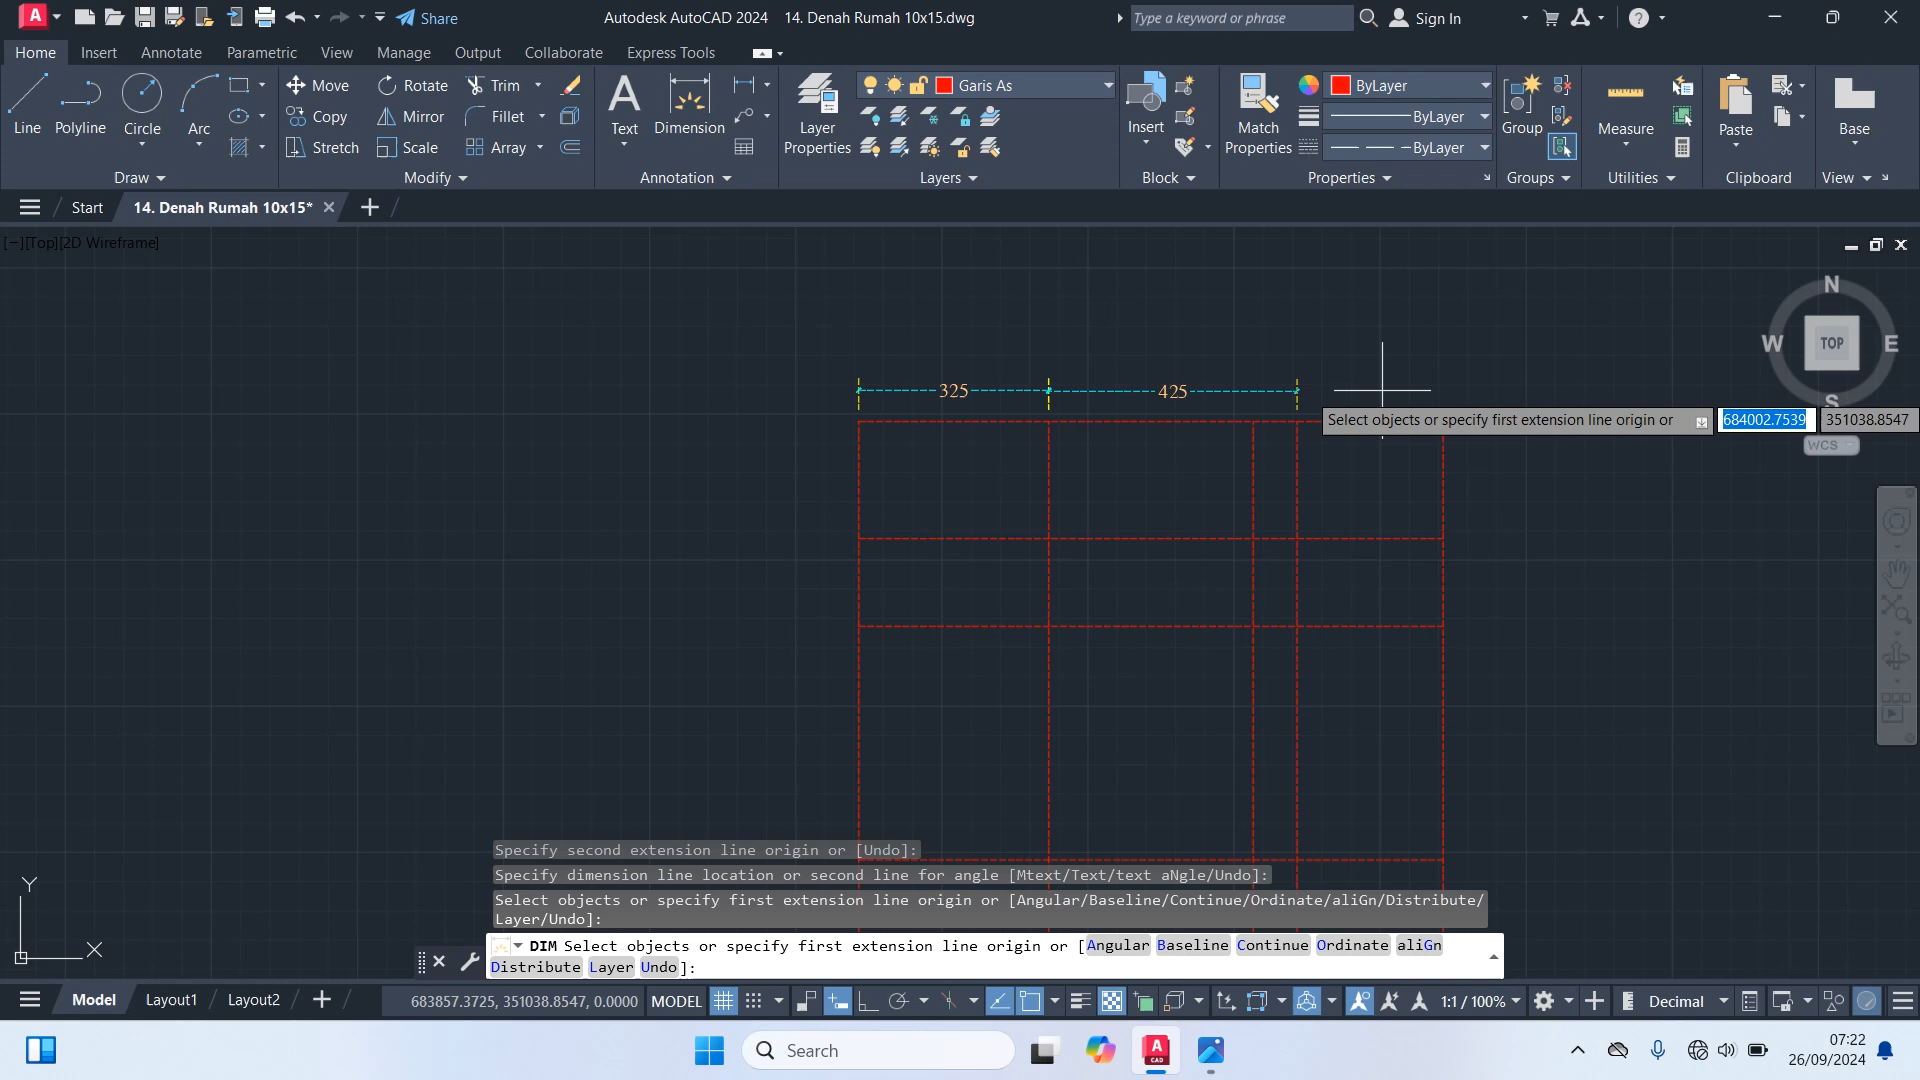 Share
Autodesk AutoCAD 2024 14. Denah Rumah 10x15.dwg
Type a keyword or phrase
Sign In
Home Insert Annotate Parametric View Manage Output Collaborate Express Tools
Line Polyline Circle Arc
Move Rotate Trim
Copy Mirror Fillet
Stretch Scale Array
Text Dimension
Layer Properties
Garis As
Insert
Match Properties
ByLayer
ByLayer
ByLayer
Group
Measure
Paste
Base
Draw Modify Annotation Layers Block Properties Groups Utilities Clipboard View
Start 14. Denah Rumah 10x15*
[−][Top][2D Wireframe]
N
W TOP E
S
WCS
325 425
Select objects or specify first extension line origin or 684002.7539 351038.8547
Specify second extension line origin or [Undo]:
Specify dimension line location or second line for angle [Mtext/Text/text aNgle/Undo]:
Select objects or specify first extension line origin or [Angular/Baseline/Continue/Ordinate/aliGn/Distribute/
Layer/Undo]:
DIM Select objects or specify first extension line origin or [Angular Baseline Continue Ordinate aliGn
Distribute Layer Undo]:
Y
X
Model Layout1 Layout2
683857.3725, 351038.8547, 0.0000 MODEL
1:1 / 100%
Decimal
Search
07:22
26/09/2024